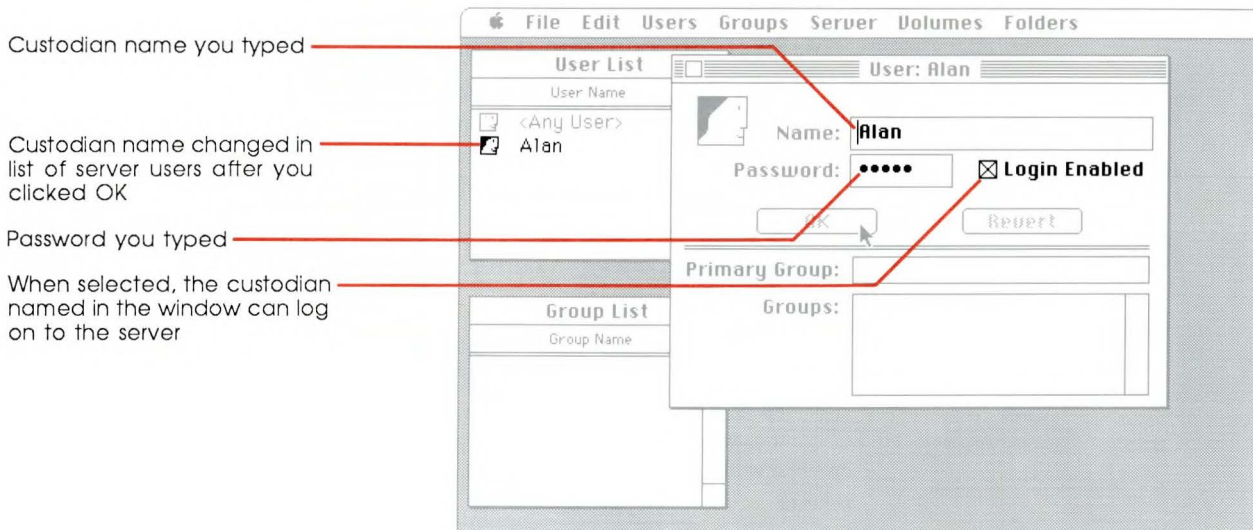 Custodian name you typed
Custodian name changed in
list of server users after you
clicked OK
Password you typed
When selected, the custodian
named in the window can log
on to the server
File Edit Users Groups Server Volumes Folders
User List
User Name
<Any User>
Alan
Group List
Group Name
User: Alan
Name: Alan
Password: •••••
Login Enabled
OK Revert
Primary Group:
Groups: